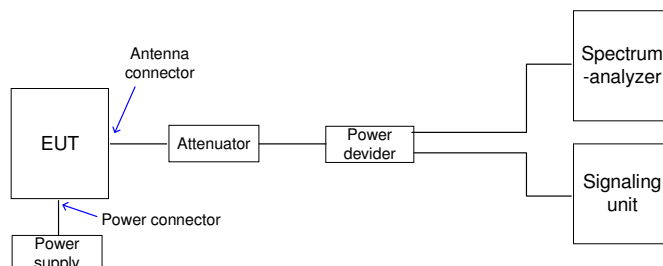 Antenna
connector
Spectrum
-analyzer
EUT
Attenuator
Power
devider
Signaling
unit
Power connector
Power
supply